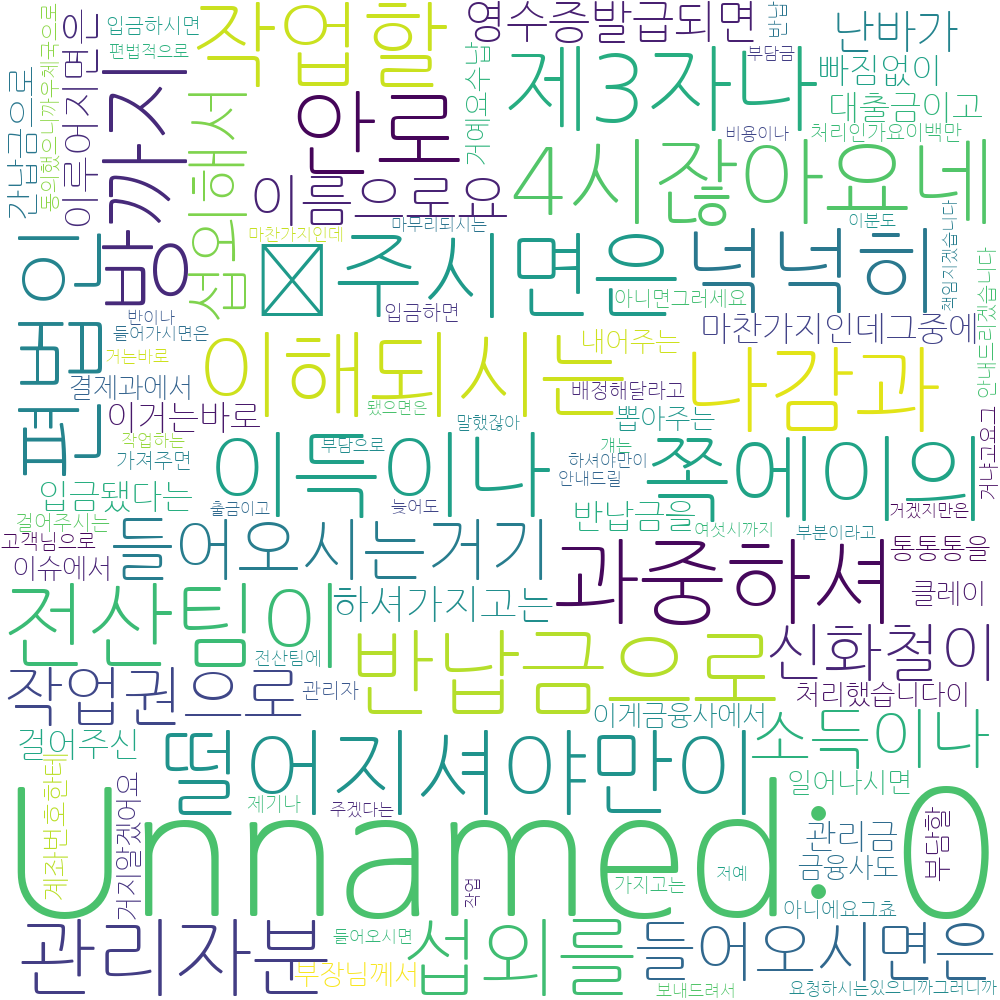 작업할
영수증발급되면
입금하시면
편법적으로
반납
부담금
난바가
빠짐없이
제3자나
안로
방가지
섭외해서
이루어지면은
동의했으니까우체국으로
간납금으로
거예요수납
비용이나
대출금이고
처리인가요이백만
4시잖아요네
이름으로요
마무리되시는
마찬가지인데
이분도
책임지겠습니다
안내드리겠습니다
편법인
주시면은
넉넉히
아니면그러세요
입금하면
반이나
들어가시면은
거는바로
이해되시는
내어주는
마찬가지인데그중에
나감과
결제과에서
배정해달라고
이거는바로
됐으면은
말했잖아
뽑아주는
작업하는
가져주면
부담으로
걔는
하셔야만이
안내드릴
이득이나
쪽에이의
거냐고요그
입금됐다는
출금이고
늦어도
반납금을
여섯시까지
부분이라고
거겠지만은
걸어주시는
고객님으로
이슈에서
들어오시는거기
과중하셔
통통통을
클레이
전산팀이
하셔가지고는
전산팀에
관리자
반납금으로
신화철이
작업권으로
처리했습니다이
이게금융사에서
걸어주신
떨어지셔야만이
소득이나
계좌번호한테
거지알겠어요
제기나
주겠다는
일어나시면
Unnamed: 0
관리금
금융사도
부담할
저예
작업
가지고는
아니에요그쵸
관리자분
들어오시면
부장님께서
섭외를
들어오시면은
보내드려서
요청하시는있으니까그러니까